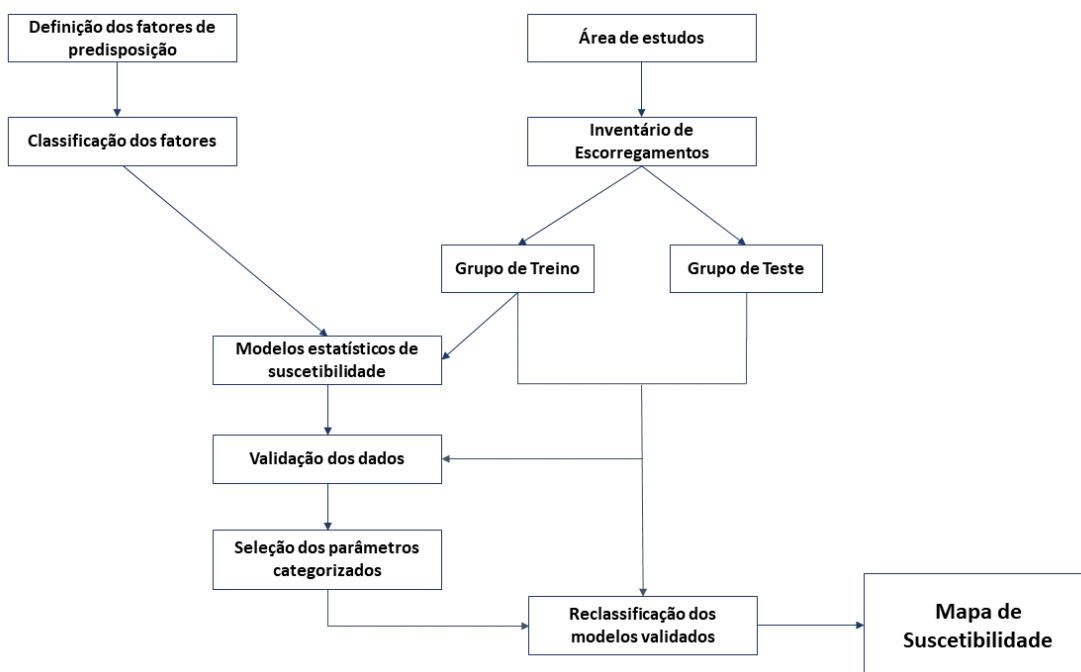 Definição dos fatores de
predisposição
Área de estudos
Classificação dos fatores
Inventário de
Escorregamentos
Grupo de Treino
Grupo de Teste
Modelos estatísticos de
suscetibilidade
Validação dos dados
Seleção dos parâmetros
categorizados
Reclassificação dos
modelos validados
Mapa de
Suscetibilidade